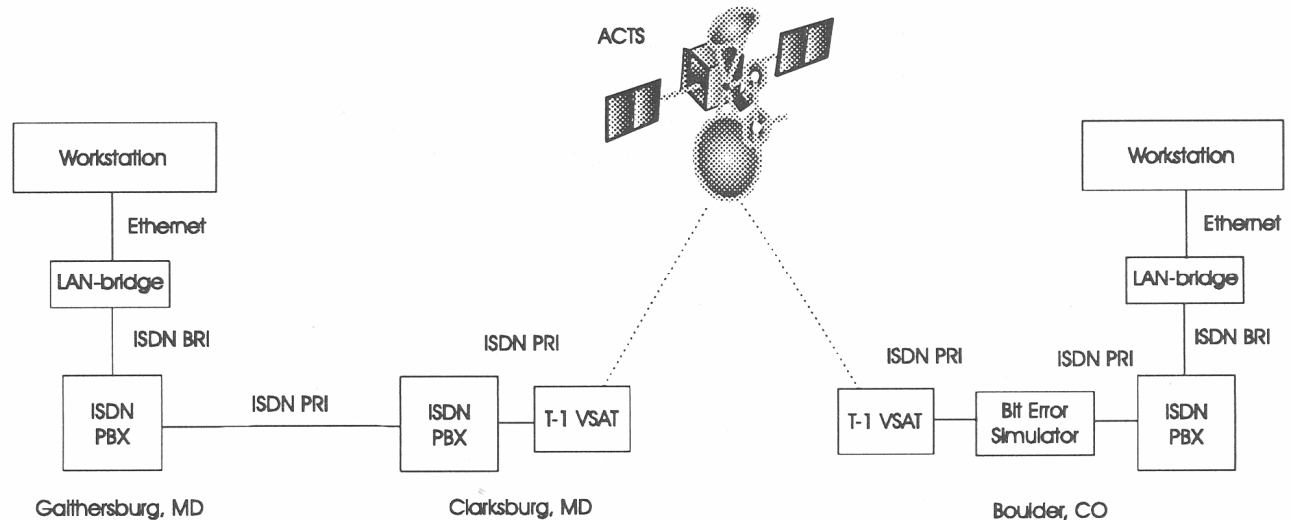 ACTS
Workstation
Workstation
Ethernet
Ethernet
LAN-bridge
LAN-bridge
ISDN BRI
ISDN BRI
ISDN PRI
ISDN PRI
ISDN PRI
ISDN PRI
ISDN
PBX
ISDN
PBX
T-1 VSAT
T-1 VSAT
Bit Error
Simulator
ISDN
PBX
Gaithersburg, MD
Clarksburg, MD
Boulder, CO